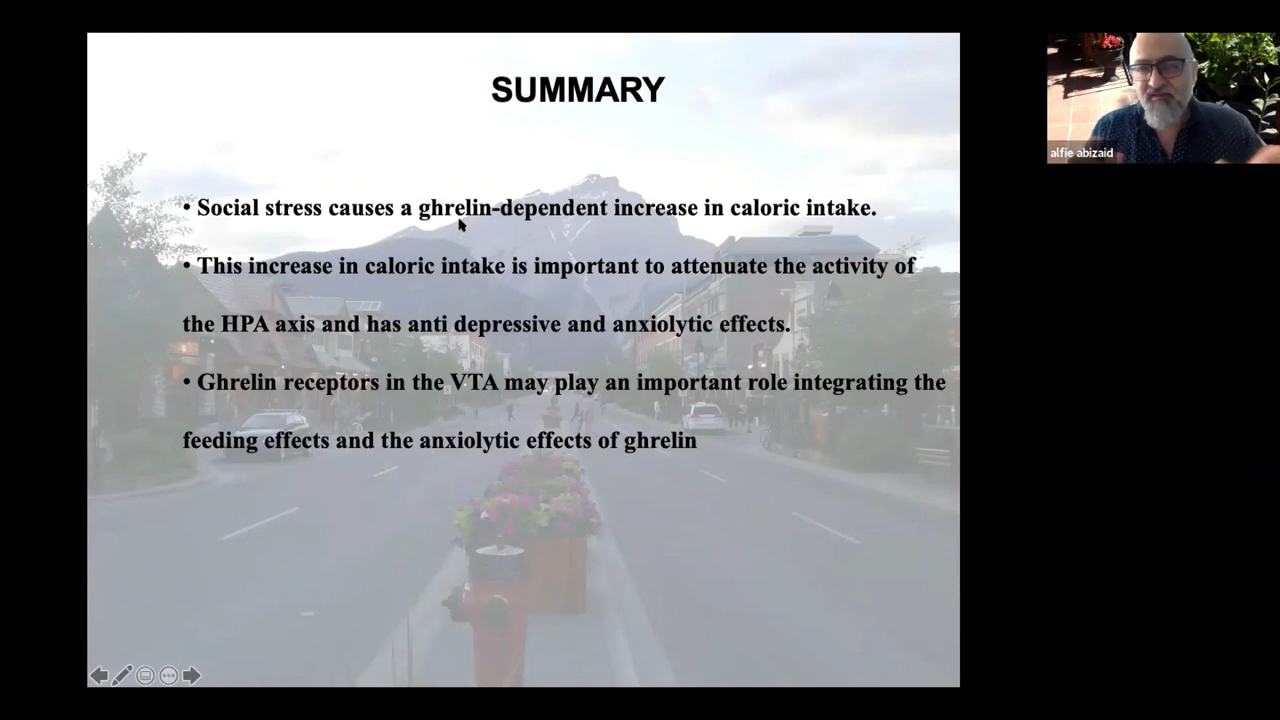 SUMMARY
alfie abizaid
• Social stress causes a ghrelin-dependent increase in caloric intake.
• This increase in caloric intake is important to attenuate the activity of
the HPA axis and has anti depressive and anxiolytic effects.
• Ghrelin receptors in the VTA may play an important role integrating the
feeding effects and the anxiolytic effects of ghrelin